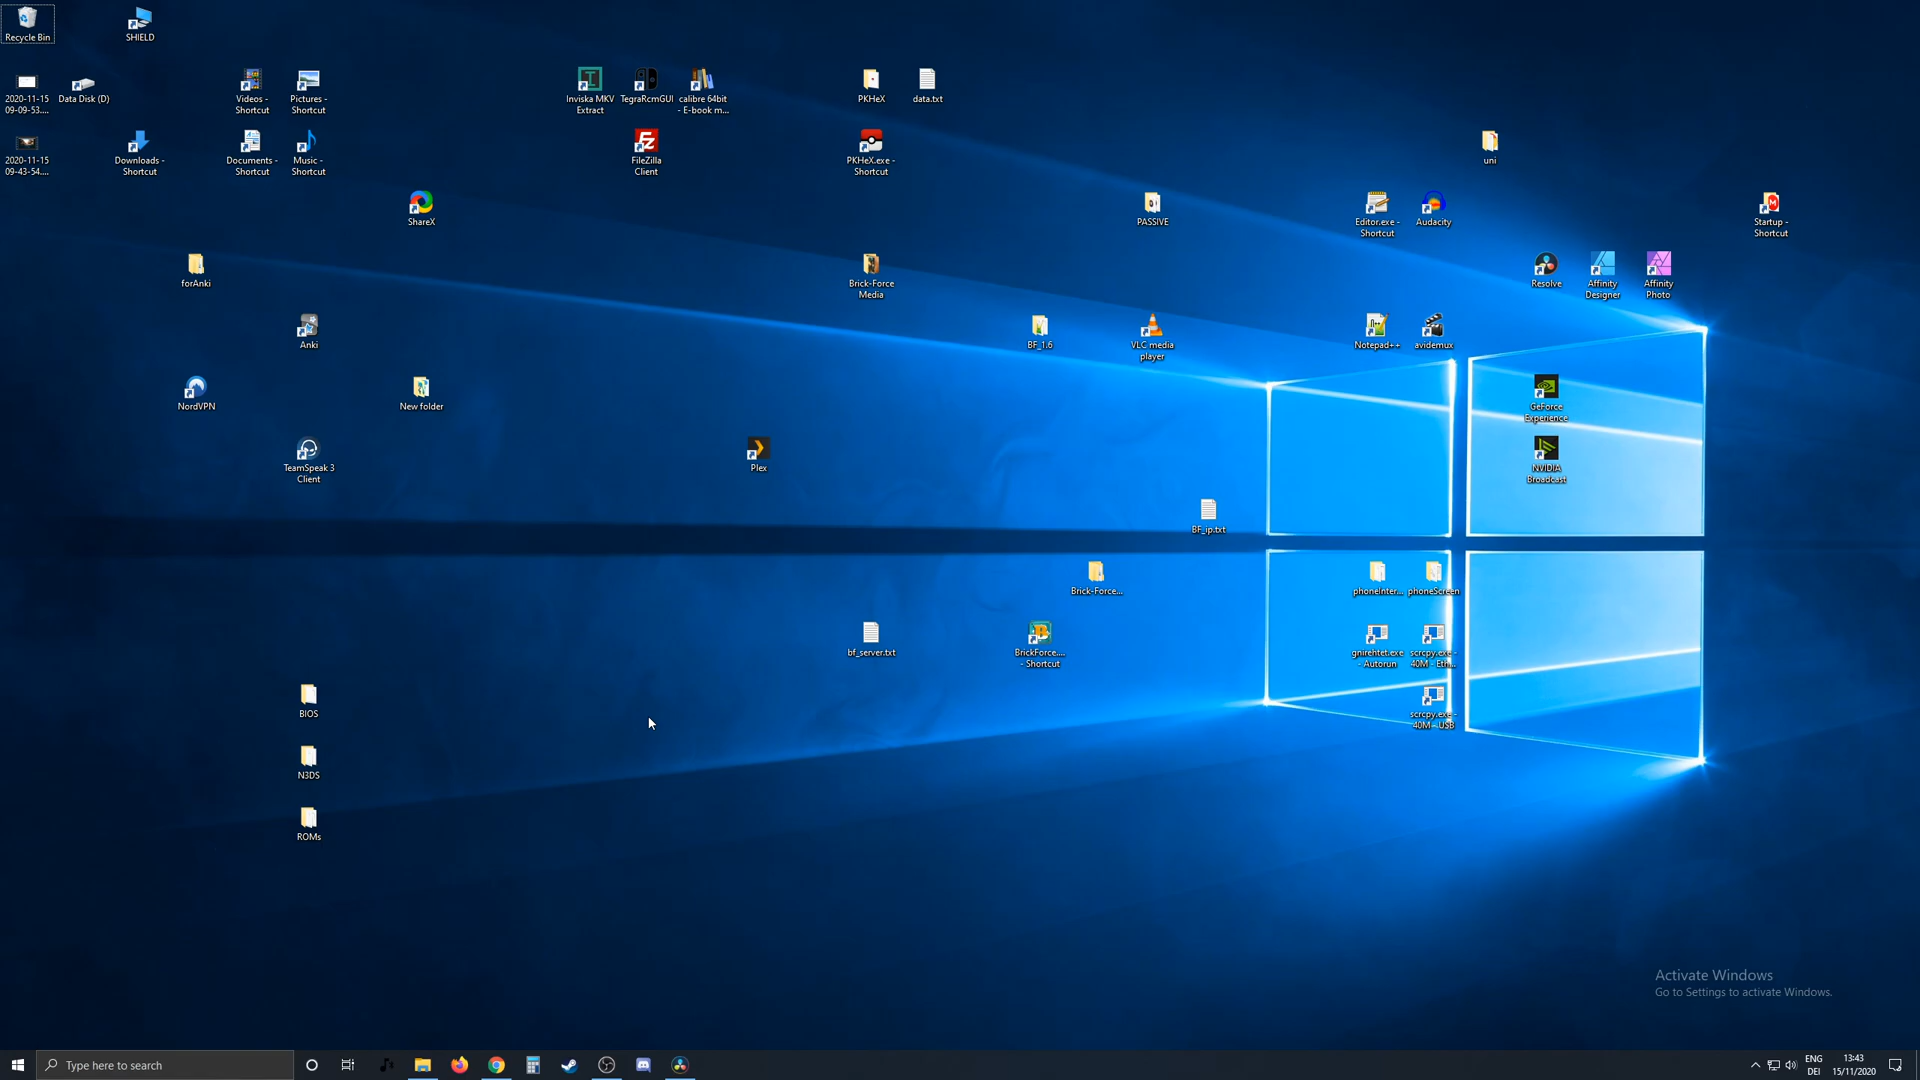 Recycle Bin
SHIELD
2020-11-15
09-09-53....
Data Disk (D)
Videos -
Shortcut
Pictures -
Shortcut
Inviska MKV
Extract
TegraRcmGUI
calibre 64bit
- E-book m...
PKHeX
data.txt
2020-11-15
09-43-54....
Downloads -
Shortcut
Documents -
Shortcut
Music -
Shortcut
FileZilla
Client
PKHeX.exe -
Shortcut
uni
ShareX
PASSIVE
Editor.exe -
Shortcut
Audacity
Startup -
Shortcut
forAnki
Brick-Force
Media
Resolve
Affinity
Designer
Affinity
Photo
Anki
BF_1.6
VLC media
player
Notepad++
avidemux
NordVPN
New folder
GeForce
Experience
TeamSpeak 3
Client
Plex
NVIDIA
Broadcast
BF_ip.txt
Brick-Force...
phoneInter...
phoneScreen
bf_server.txt
BrickForce....
- Shortcut
gnirehtet.exe
- Autorun
scrcpy.exe -
40M - Eth...
BIOS
scrcpy.exe -
40M - USB
N3DS
ROMs
Activate Windows
Go to Settings to activate Windows.
Type here to search
ENG
DEI
13:43
15/11/2020